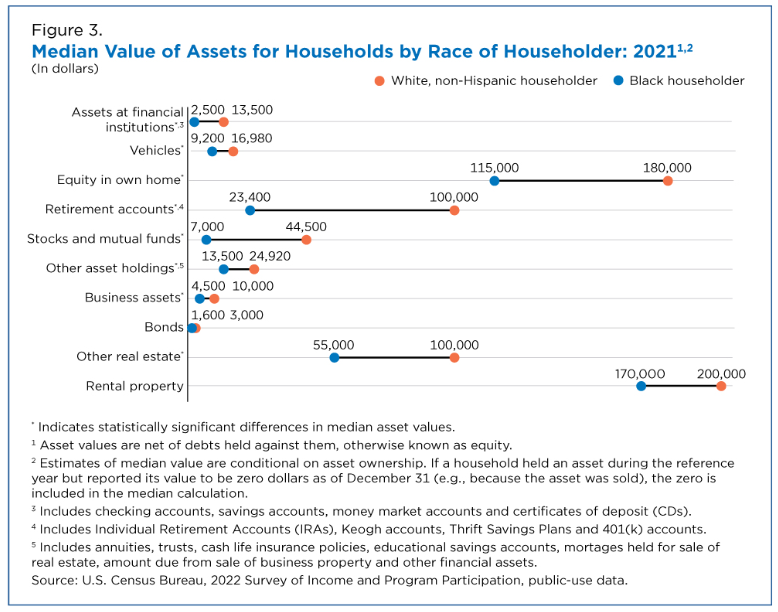 Figure 3.
Median Value of Assets for Households by Race of Householder: 2021¹,²
(In dollars)
White, non-Hispanic householder Black householder
Assets at financial institutions*,³ 2,500 13,500
Vehicles* 9,200 16,980
Equity in own home* 115,000 180,000
Retirement accounts*,⁴ 23,400 100,000
Stocks and mutual funds* 7,000 44,500
Other asset holdings*,⁵ 13,500 24,920
Business assets* 4,500 10,000
Bonds 1,600 3,000
Other real estate* 55,000 100,000
Rental property 170,000 200,000
* Indicates statistically significant differences in median asset values.
¹ Asset values are net of debts held against them, otherwise known as equity.
² Estimates of median value are conditional on asset ownership. If a household held an asset during the reference
year but reported its value to be zero dollars as of December 31 (e.g., because the asset was sold), the zero is
included in the median calculation.
³ Includes checking accounts, savings accounts, money market accounts and certificates of deposit (CDs).
⁴ Includes Individual Retirement Accounts (IRAs), Keogh accounts, Thrift Savings Plans and 401(k) accounts.
⁵ Includes annuities, trusts, cash life insurance policies, educational savings accounts, mortages held for sale of
real estate, amount due from sale of business property and other financial assets.
Source: U.S. Census Bureau, 2022 Survey of Income and Program Participation, public-use data.